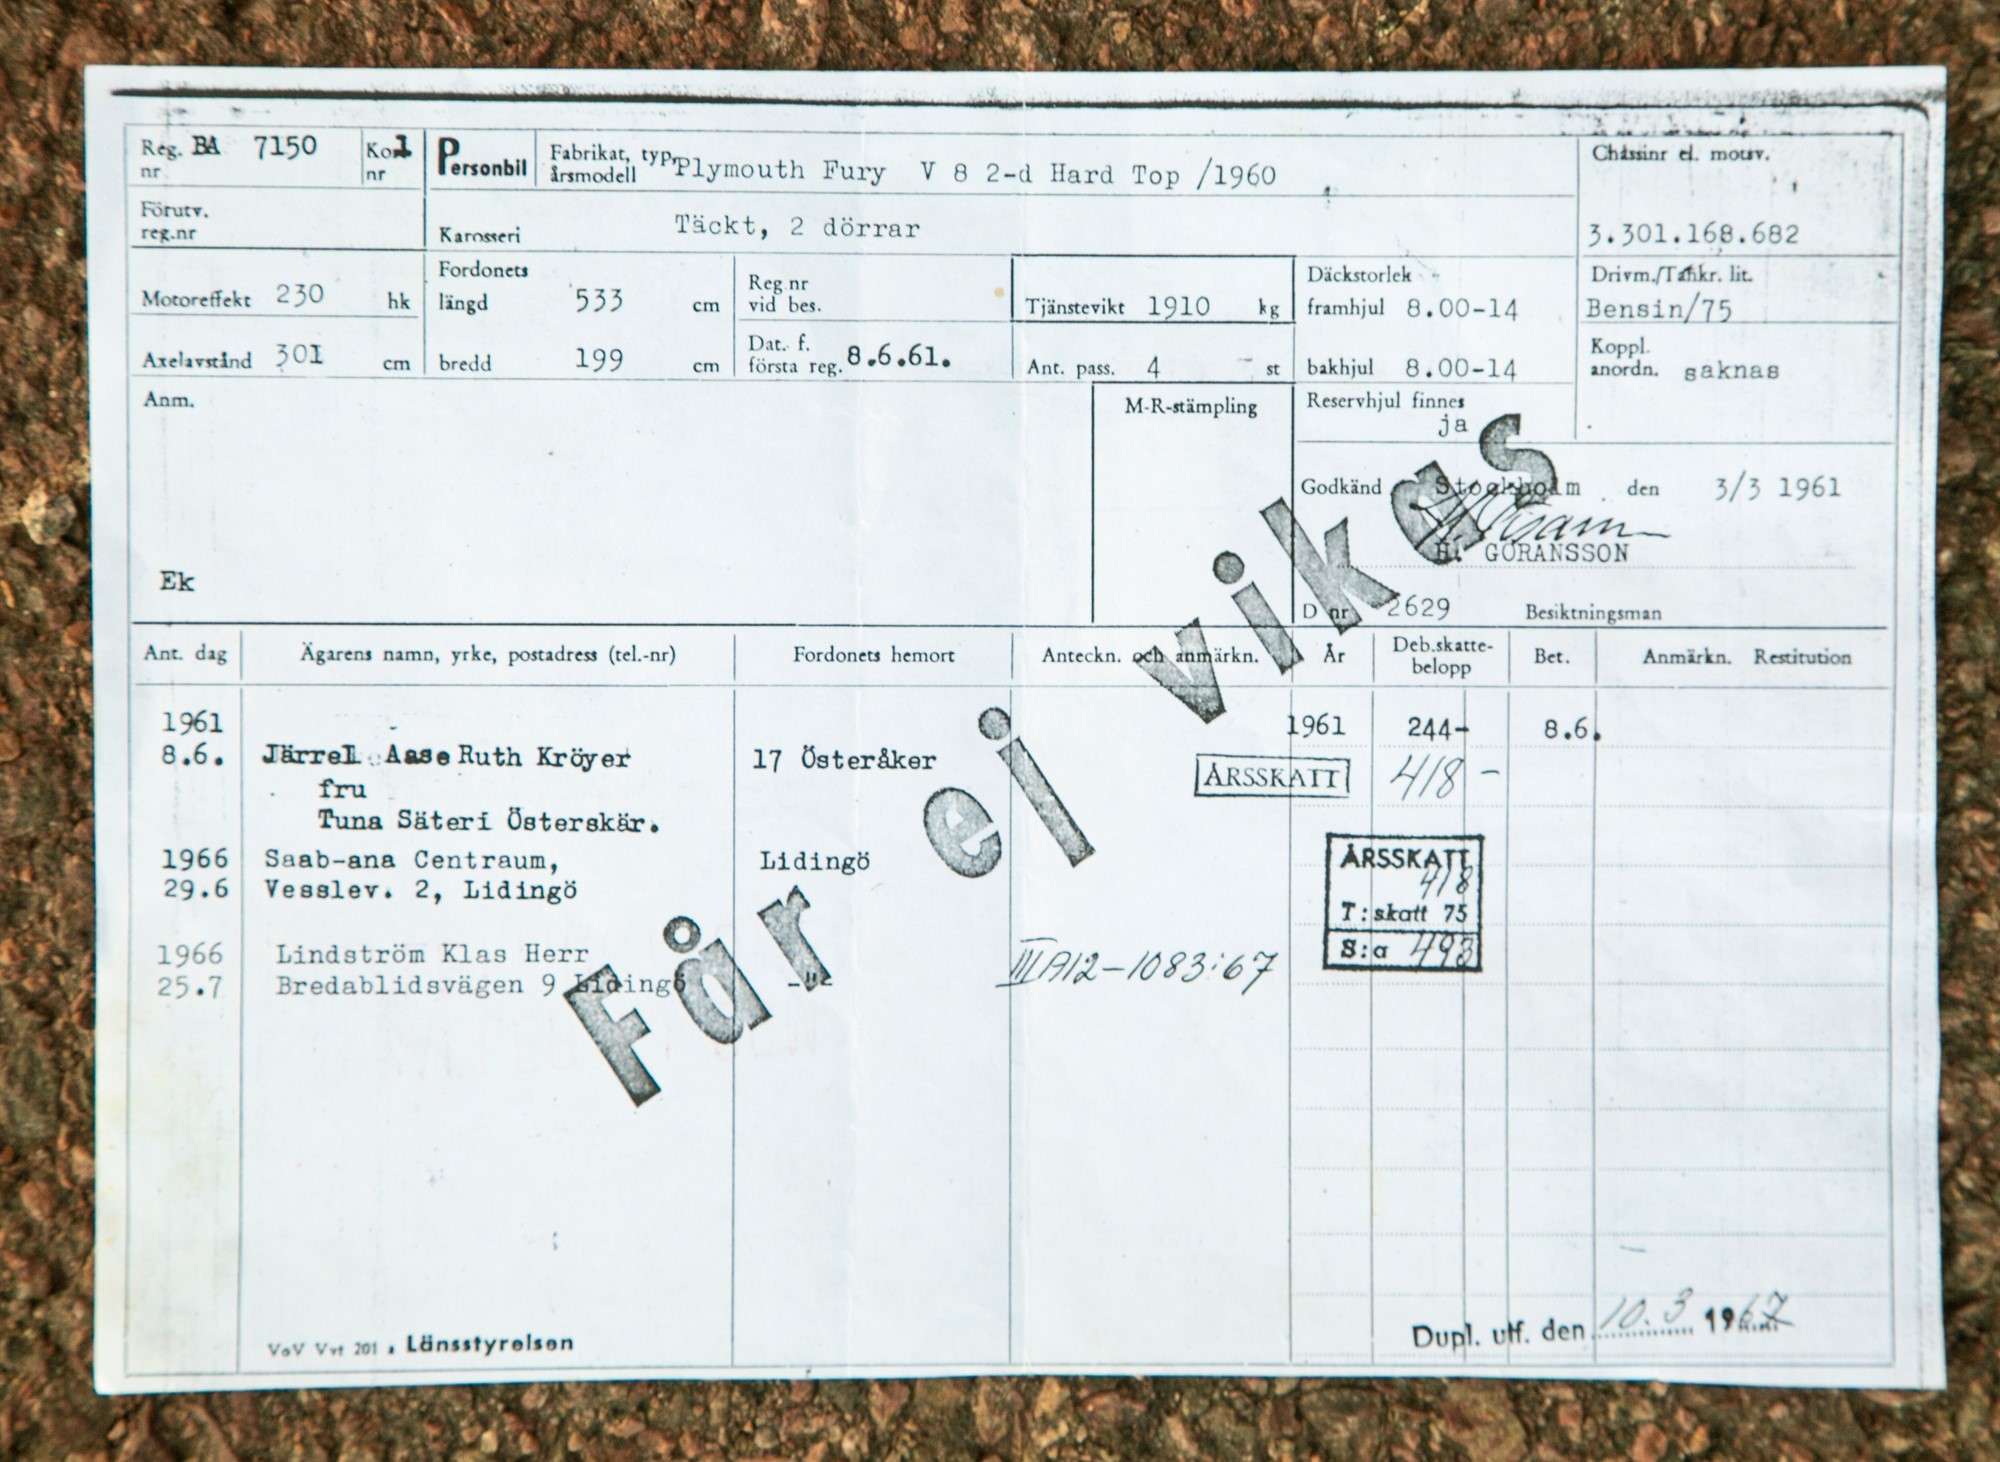 Reg. nr BA 7150
Kort nr 1
Personbil
Fabrikat, typ, årsmodell Plymouth Fury V 8 2-d Hard Top /1960
Chassinr el. motsv.
3.301.168.682
Förutv. reg.nr
Karosseri Täckt, 2 dörrar
Motoreffekt 230 hk
Fordonets längd 533 cm
Reg.nr vid bes.
Tjänstevikt 1910 kg
Däckstorlek framhjul 8.00-14
Drivm./Tankr. lit.
Bensin/75
Axelavstånd 301 cm
bredd 199 cm
Dat. f. första reg. 8.6.61.
Ant. pass. 4 st
bakhjul 8.00-14
Koppl. anordn. saknas
Anm.
M-R-stämpling
Reservhjul finnes
ja
Godkänd Stockholm den 3/3 1961
H. GÖRANSSON
Ek
D nr 2629 Besiktningsman
Ant. dag
Ägarens namn, yrke, postadress (tel.-nr)
Fordonets hemort
Anteckn. och anmärkn.
År
Deb.skatte-
belopp
Bet.
Anmärkn. Restitution
1961 1961 244- 8.6.
8.6. Järrel Aase Ruth Kröyer 17 Österåker ÅRSSKATT 418 -
fru
Tuna Säteri Österskär.
1966 Saab-ana Centraum, Lidingö
29.6 Vesslev. 2, Lidingö
ÅRSSKATT
418
T:skatt 75
S:a 493
1966 Lindström Klas Herr
25.7 Bredablidsvägen 9 Lidingö -"-
III A12-1083:67
Får ej vikas
Dupl. utf. den 10.3 1967
VoV Vvt 201 Länsstyrelsen